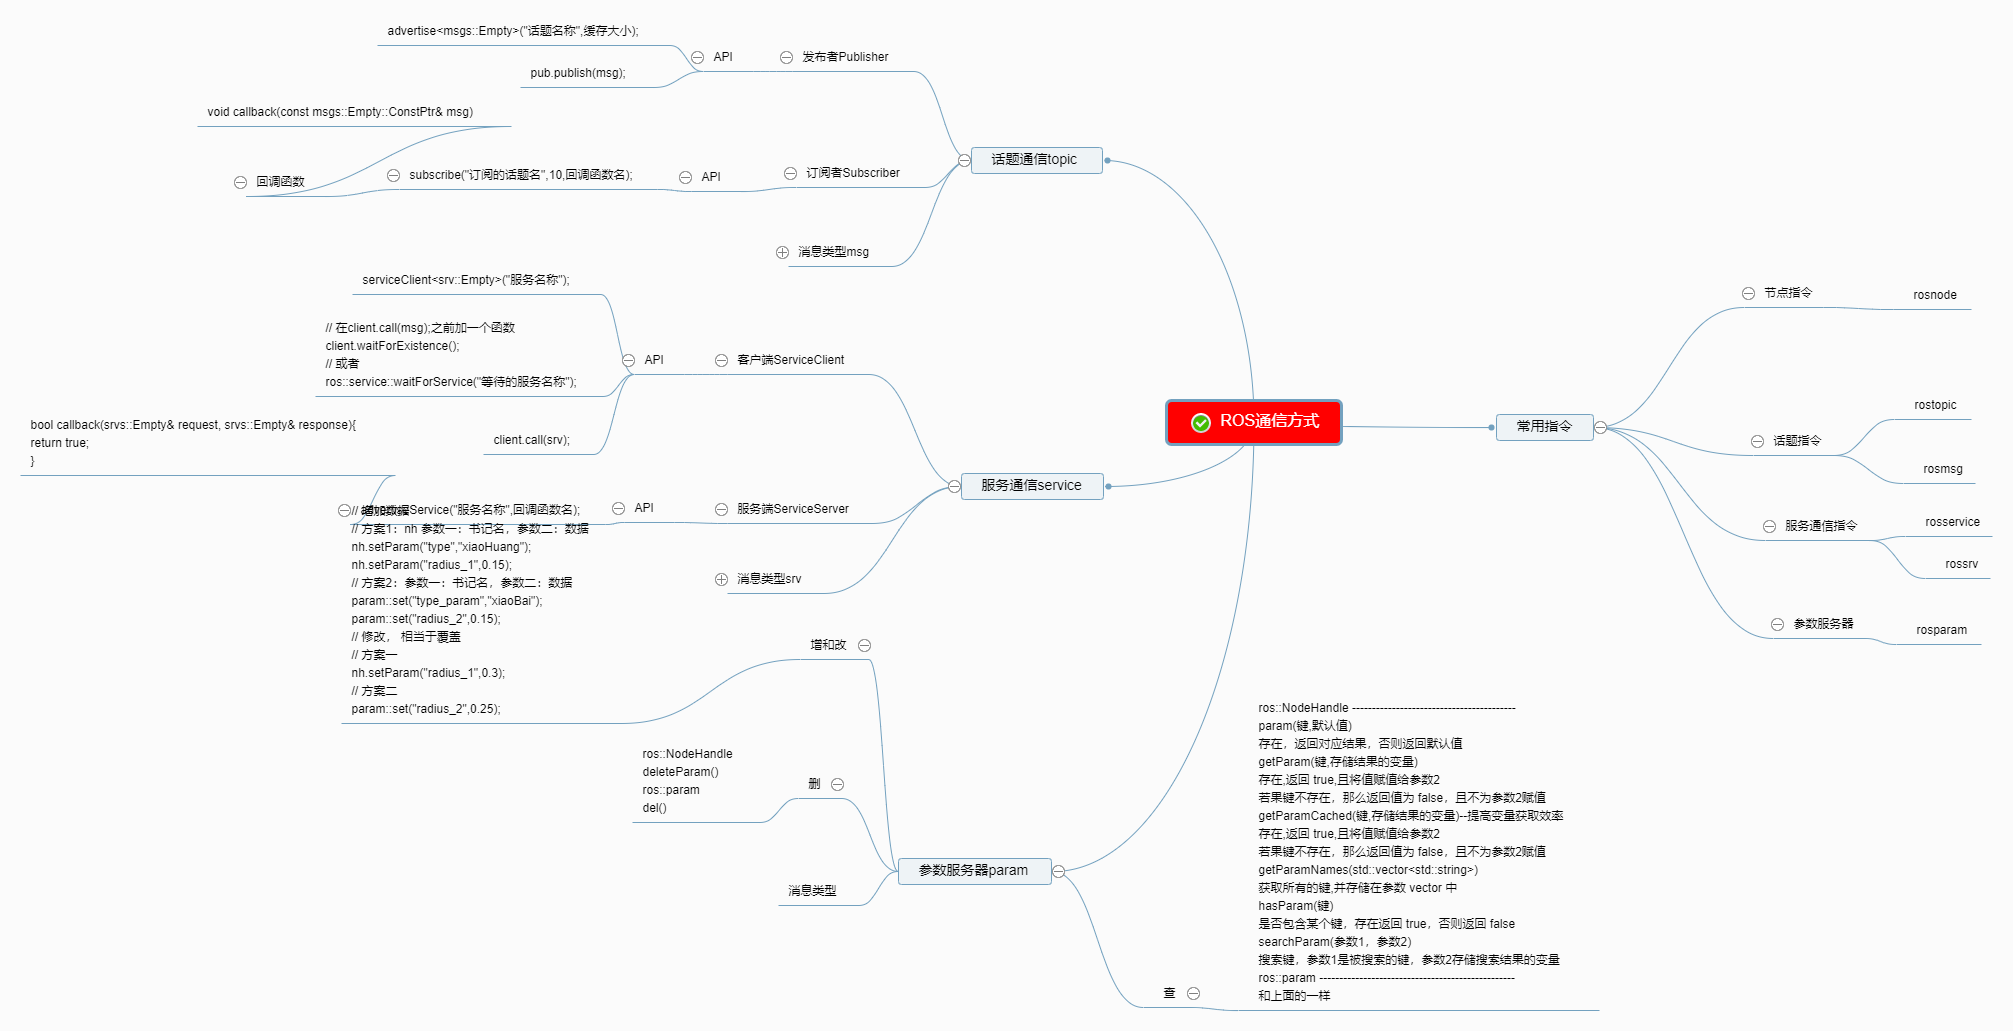 ROS通信方式
话题通信topic
发布者Publisher
API
advertise<msgs::Empty>("话题名称",缓存大小);
pub.publish(msg);
订阅者Subscriber
API
subscribe("订阅的话题名",10,回调函数名);
回调函数
void callback(const msgs::Empty::ConstPtr& msg)
消息类型msg
服务通信service
客户端ServiceClient
API
serviceClient<srv::Empty>("服务名称");
// 在client.call(msg);之前加一个函数
client.waitForExistence();
// 或者
ros::service::waitForService("等待的服务名称");
client.call(srv);
服务端ServiceServer
API
Service("服务名称",回调函数名);
bool callback(srvs::Empty& request, srvs::Empty& response){
return true;
}
消息类型srv
参数服务器param
增和改
// 增加数据
// 方案1：nh 参数一：书记名，参数二：数据
nh.setParam("type","xiaoHuang");
nh.setParam("radius_1",0.15);
// 方案2：参数一：书记名，参数二：数据
param::set("type_param","xiaoBai");
param::set("radius_2",0.15);
// 修改， 相当于覆盖
// 方案一
nh.setParam("radius_1",0.3);
// 方案二
param::set("radius_2",0.25);
删
ros::NodeHandle
deleteParam()
ros::param
del()
消息类型
查
ros::NodeHandle -----------------------------------------
param(键,默认值)
存在，返回对应结果，否则返回默认值
getParam(键,存储结果的变量)
存在,返回 true,且将值赋值给参数2
若果键不存在，那么返回值为 false，且不为参数2赋值
getParamCached(键,存储结果的变量)--提高变量获取效率
存在,返回 true,且将值赋值给参数2
若果键不存在，那么返回值为 false，且不为参数2赋值
getParamNames(std::vector<std::string>)
获取所有的键,并存储在参数 vector 中
hasParam(键)
是否包含某个键，存在返回 true，否则返回 false
searchParam(参数1，参数2)
搜索键，参数1是被搜索的键，参数2存储搜索结果的变量
ros::param -------------------------------------------------
和上面的一样
常用指令
节点指令
rosnode
话题指令
rostopic
rosmsg
服务通信指令
rosservice
rossrv
参数服务器
rosparam